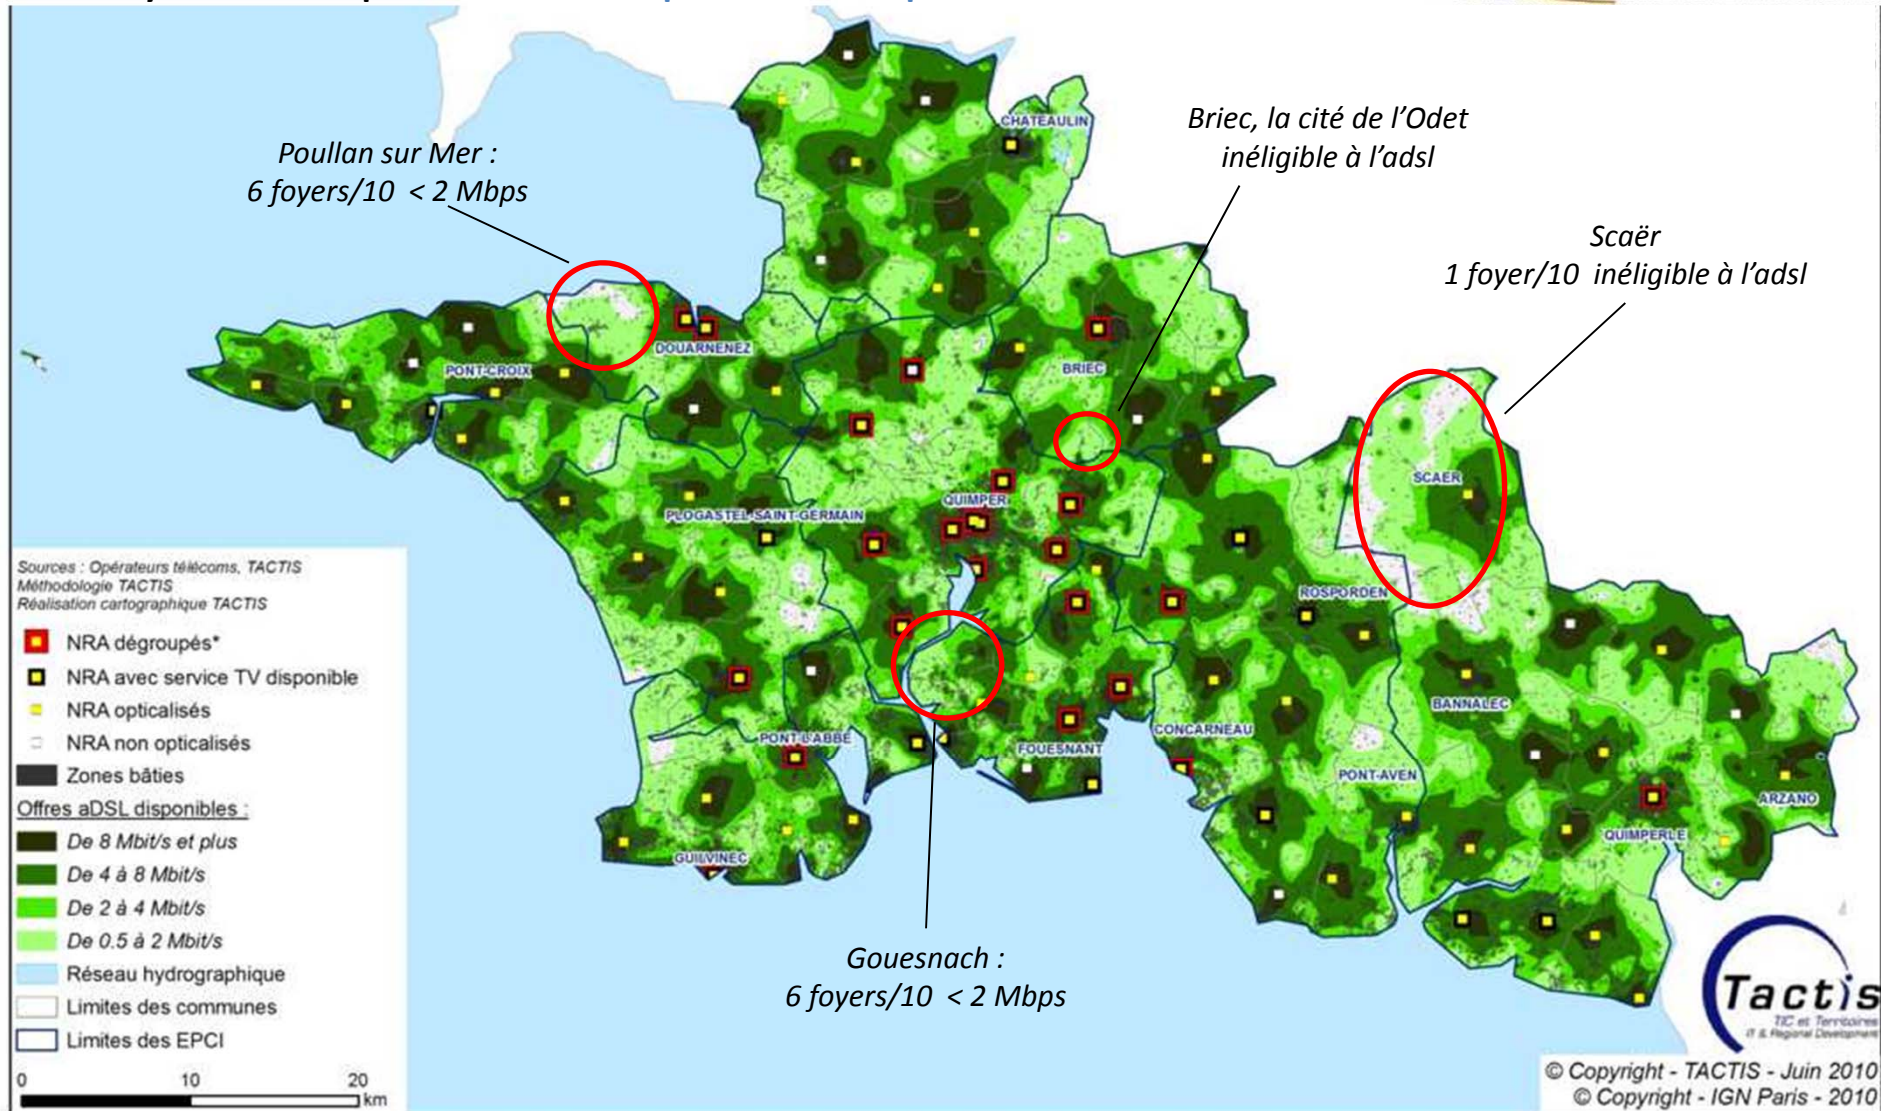 Poullan sur Mer :
6 foyers/10 < 2 Mbps
Briec, la cité de l'Odet
inéligible à l'adsl
Scaër
1 foyer/10 inéligible à l'adsl
CHATEAULIN
DOUARNENEZ
PONT-CROIX
BRIEC
SCAER
QUIMPER
PLOGASTEL-SAINT-GERMAIN
ROSPORDEN
BANNALEC
CONCARNEAU
PONT-L'ABBE
FOUESNANT
PONT-AVEN
ARZANO
QUIMPERLE
GUILVINEC
Gouesnach :
6 foyers/10 < 2 Mbps
Sources : Opérateurs télécoms, TACTIS
Méthodologie TACTIS
Réalisation cartographique TACTIS
NRA dégroupés*
NRA avec service TV disponible
NRA opticalisés
NRA non opticalisés
Zones bâties
Offres aDSL disponibles :
De 8 Mbit/s et plus
De 4 à 8 Mbit/s
De 2 à 4 Mbit/s
De 0.5 à 2 Mbit/s
Réseau hydrographique
Limites des communes
Limites des EPCI
0 10 20
km
Tactis
TIC et Territoires
IT & Regional Development
© Copyright - TACTIS - Juin 2010
© Copyright - IGN Paris - 2010